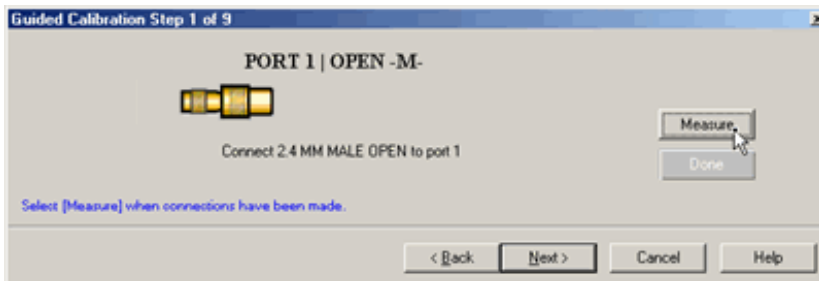 Guided Calibration Step 1 of 9
PORT 1 | OPEN -M-
Measure
Connect 2.4 MM MALE OPEN to port 1
Done
Select [Measure] when connections have been made.
< Back
Next >
Cancel
Help